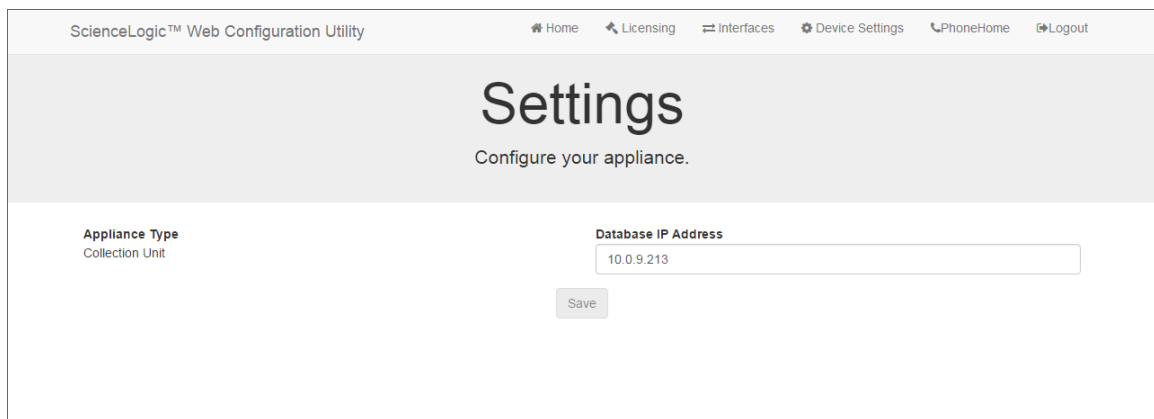 ScienceLogic™ Web Configuration Utility
Home Licensing Interfaces Device Settings PhoneHome Logout
Settings
Configure your appliance.
Appliance Type
Collection Unit
Database IP Address
10.0.9.213
Save